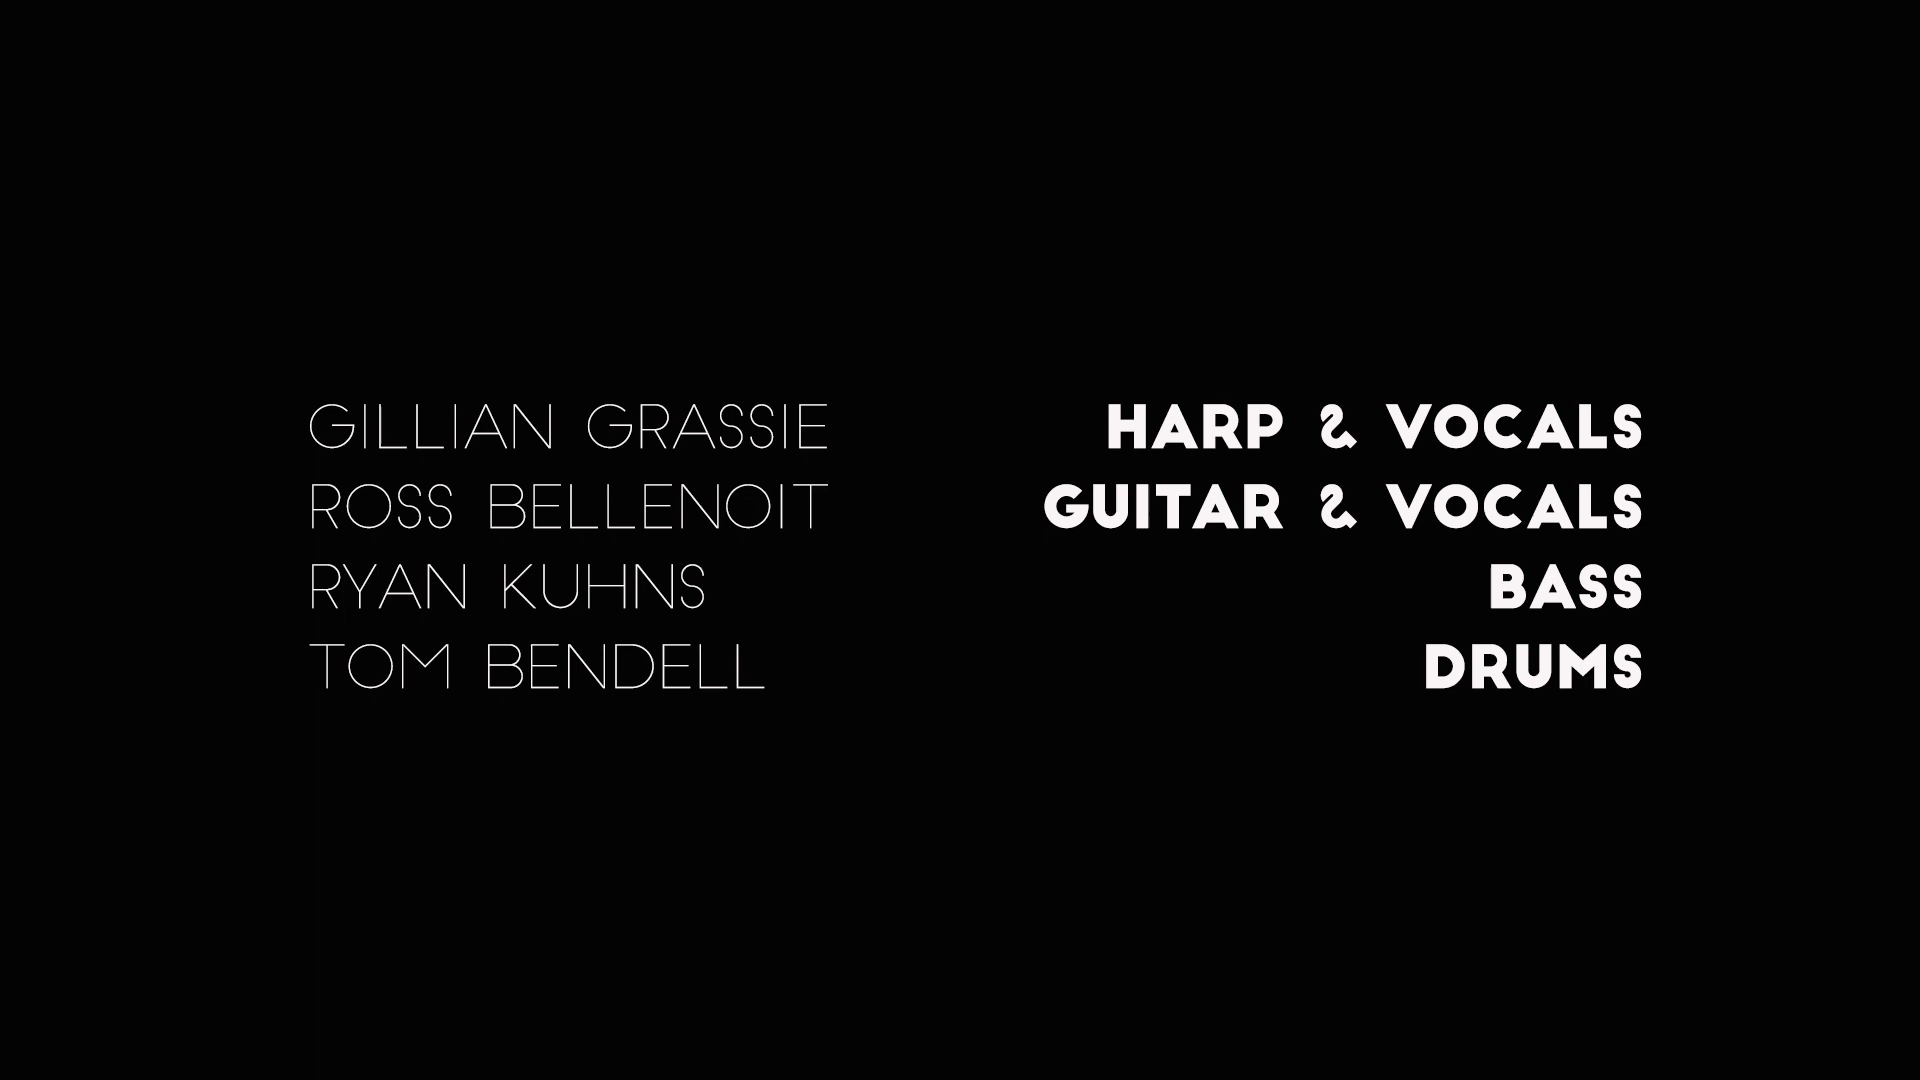 GILLIAN GRASSIE HARP & VOCALS
ROSS BELLENOIT GUITAR & VOCALS
RYAN KUHNS BASS
TOM BENDELL DRUMS